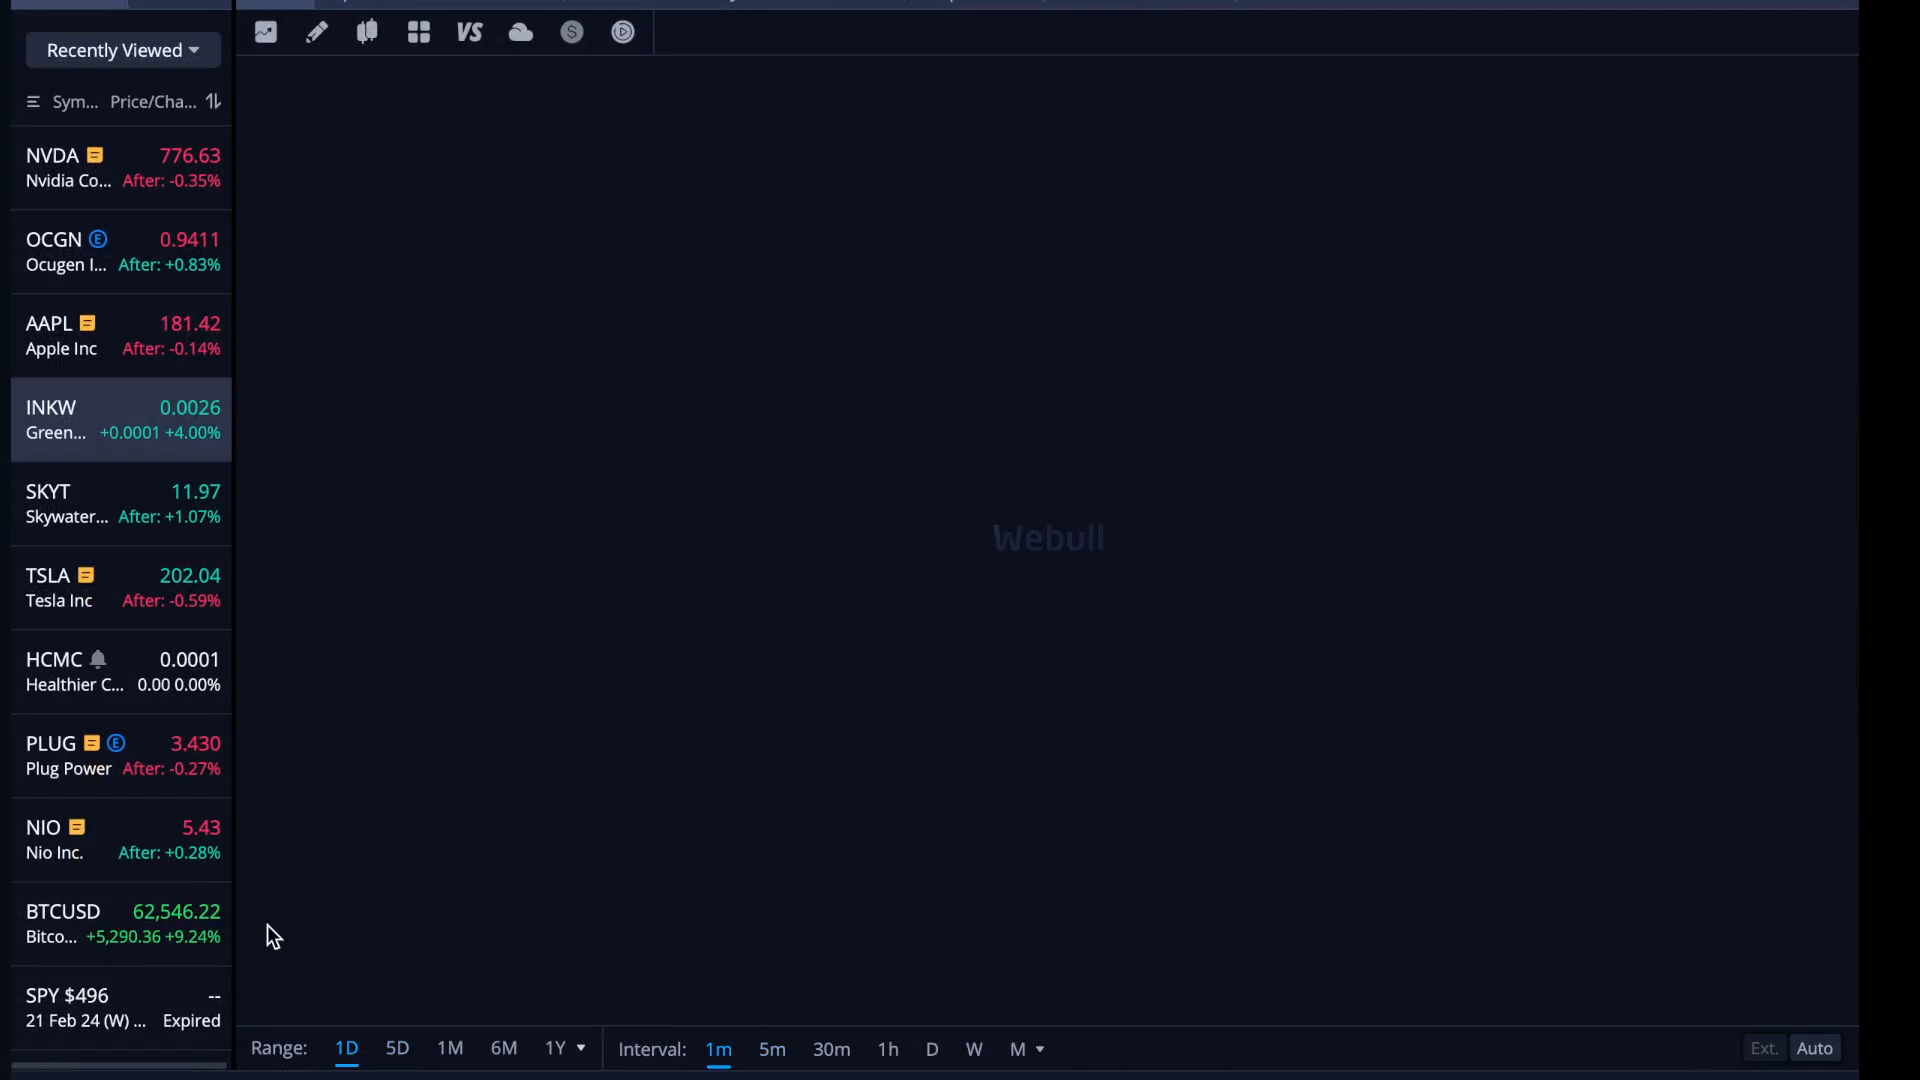 Recently Viewed
Sym... Price/Cha...
NVDA 776.63
Nvidia Co... After: -0.35%
OCGN E 0.9411
Ocugen I... After: +0.83%
AAPL 181.42
Apple Inc After: -0.14%
INKW 0.0026
Green... +0.0001 +4.00%
SKYT 11.97
Skywater... After: +1.07%
TSLA 202.04
Tesla Inc After: -0.59%
HCMC 0.0001
Healthier C... 0.00 0.00%
PLUG E 3.430
Plug Power After: -0.27%
NIO 5.43
Nio Inc. After: +0.28%
BTCUSD 62,546.22
Bitco... +5,290.36 +9.24%
SPY $496 --
21 Feb 24 (W) ... Expired
VS S
Webull
Range: 1D 5D 1M 6M 1Y Interval: 1m 5m 30m 1h D W M Ext. Auto